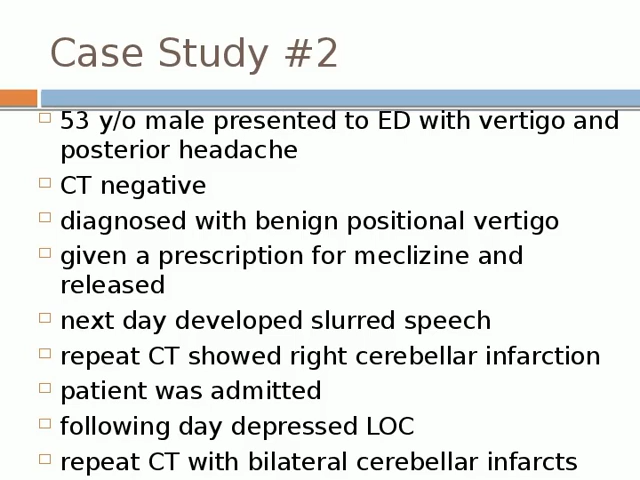 Case Study #2
53 y/o male presented to ED with vertigo and
posterior headache
CT negative
diagnosed with benign positional vertigo
given a prescription for meclizine and
released
next day developed slurred speech
repeat CT showed right cerebellar infarction
patient was admitted
following day depressed LOC
repeat CT with bilateral cerebellar infarcts